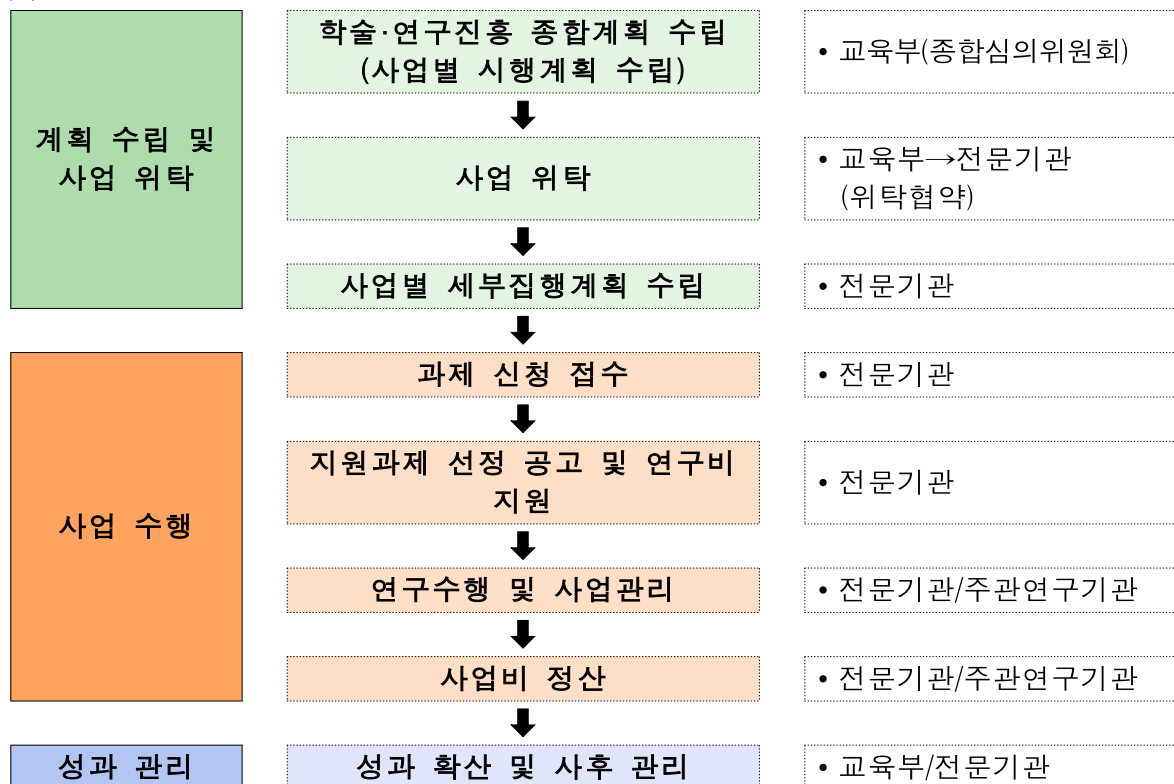 계획 수립 및
사업 위탁
학술·연구진흥 종합계획 수립
(사업별 시행계획 수립)
• 교육부(종합심의위원회)
사업 위탁
• 교육부→전문기관
(위탁협약)
사업별 세부집행계획 수립
• 전문기관
사업 수행
과제 신청 접수
• 전문기관
지원과제 선정 공고 및 연구비
지원
• 전문기관
연구수행 및 사업관리
• 전문기관/주관연구기관
사업비 정산
• 전문기관/주관연구기관
성과 관리
성과 확산 및 사후 관리
• 교육부/전문기관